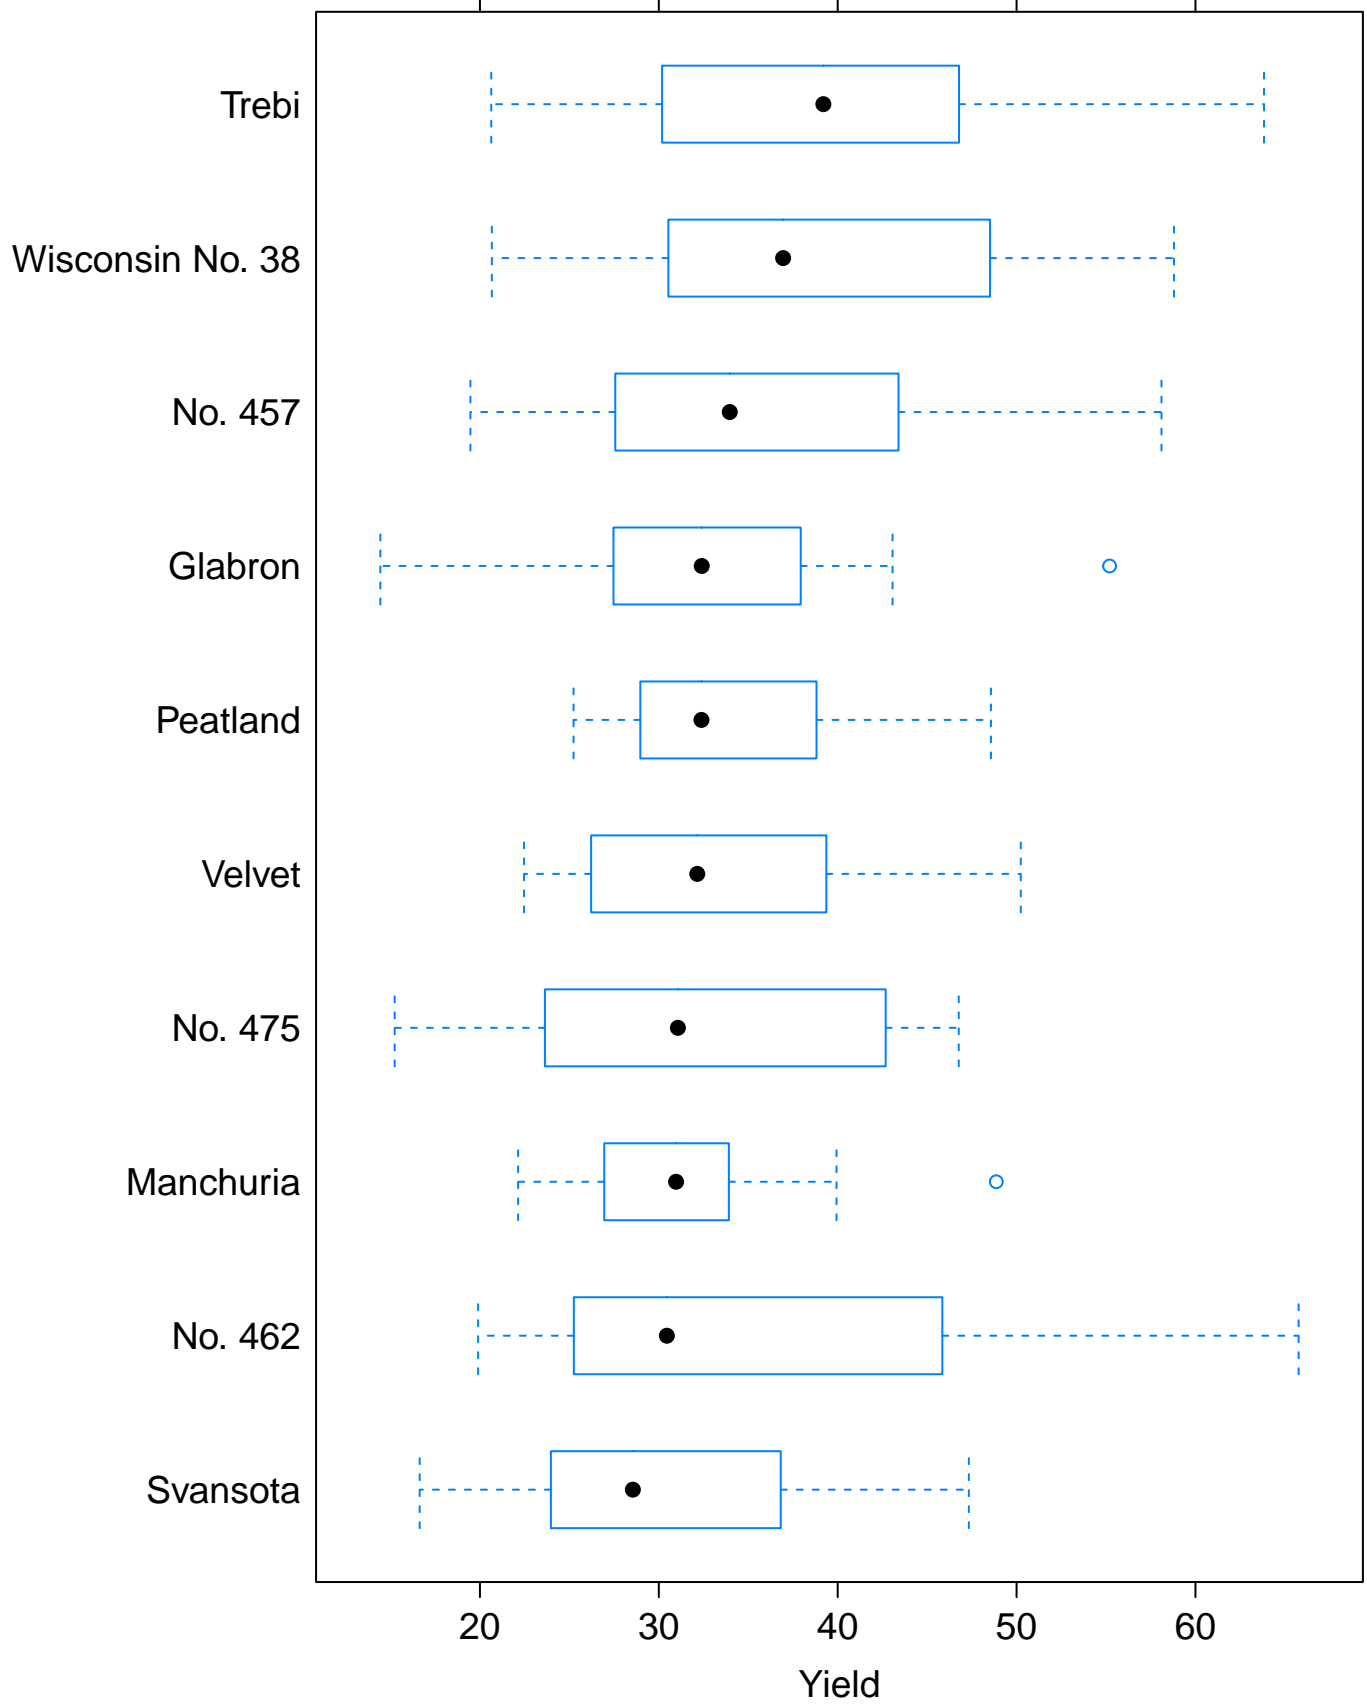 Trebi
Wisconsin No. 38
No. 457
Glabron
Peatland
Velvet
No. 475
Manchuria
No. 462
Svansota
20 30 40 50 60
Yield